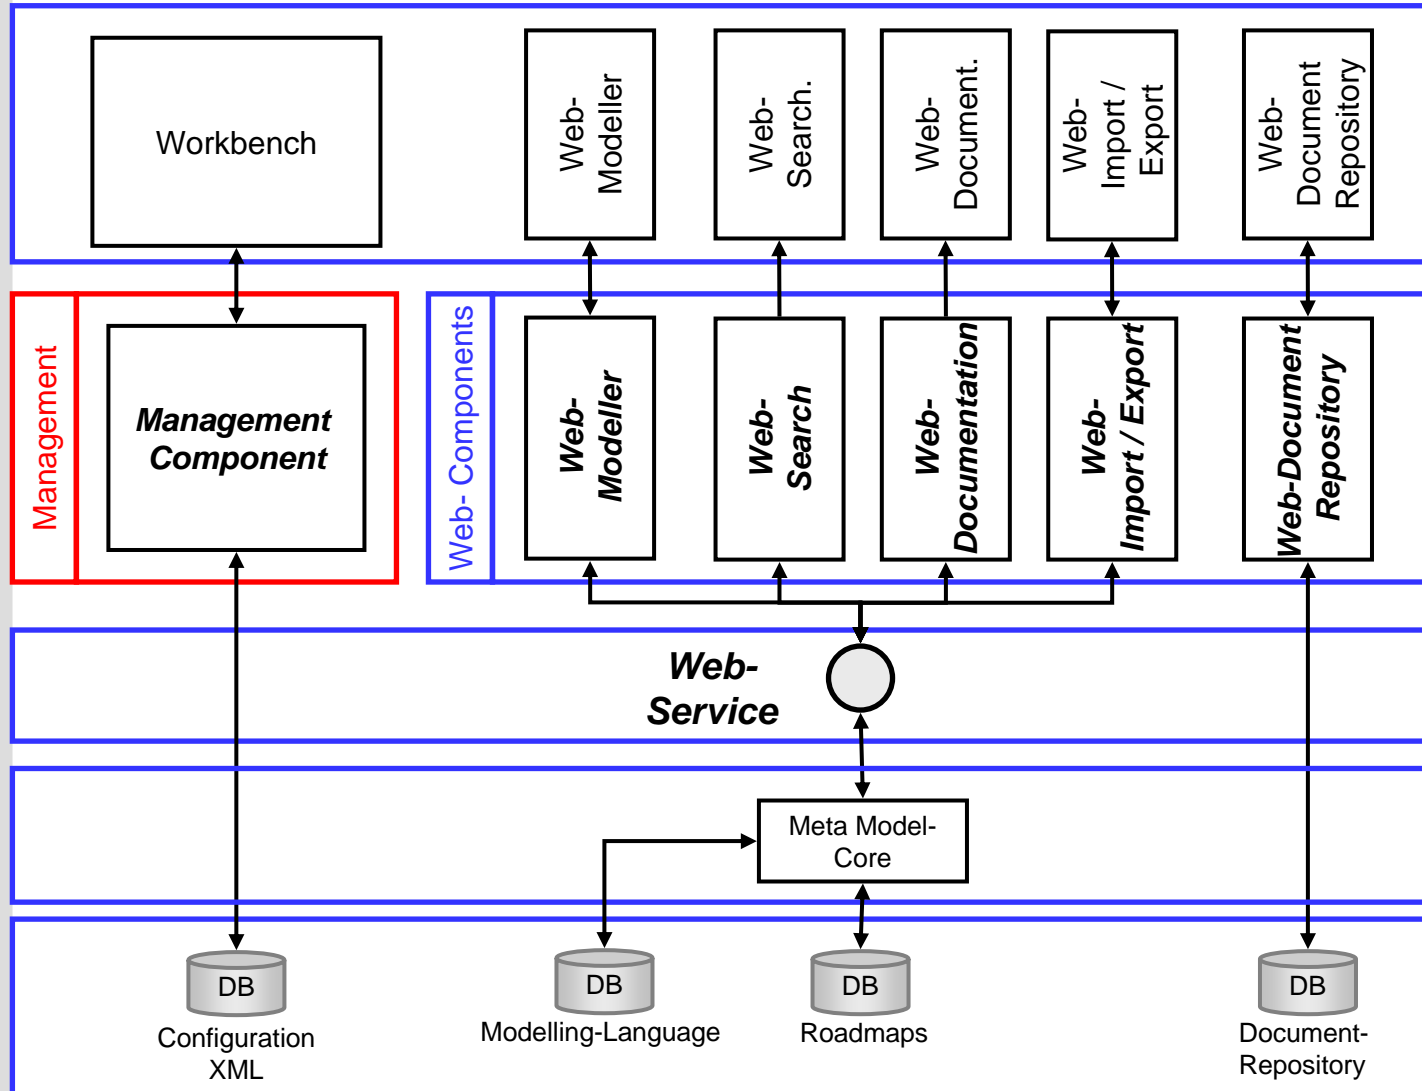 Workbench
Web-
Modeller
Web-
Search.
Web-
Document.
Web-
Import /
Export
Web-
Document
Repository
Management
Management
Component
Web- Components
Web-
Modeller
Web-
Search
Web-
Documentation
Web-
Import / Export
Web-Document
Repository
Web-
Service
Meta Model-
Core
DB
Configuration
XML
DB
Modelling-Language
DB
Roadmaps
DB
Document-
Repository